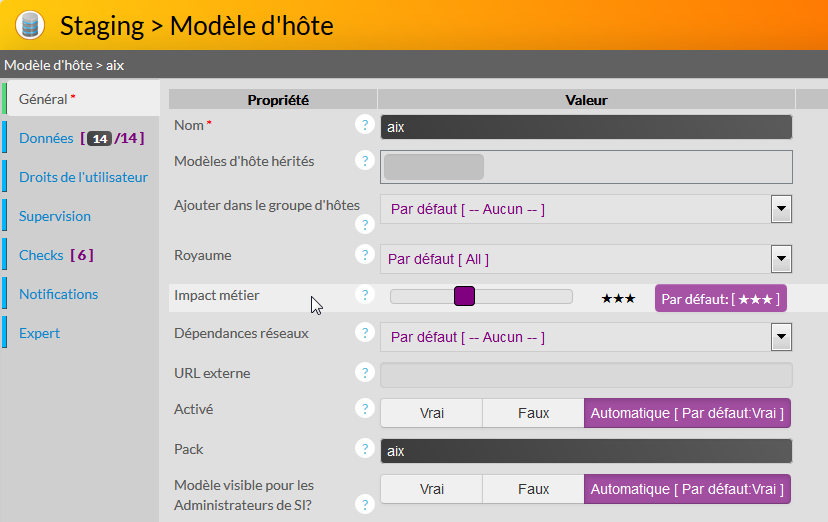 Staging > Modèle d'hôte
Modèle d'hôte > aix
Général *
Données [ 14 /14 ]
Droits de l'utilisateur
Supervision
Checks [ 6 ]
Notifications
Expert
Propriété Valeur
Nom * ? aix
Modèles d'hôte hérités ?
Ajouter dans le groupe d'hôtes ? Par défaut [ -- Aucun -- ]
Royaume ? Par défaut [ All ]
Impact métier ? ★★★ Par défaut: [ ★★★ ]
Dépendances réseaux ? Par défaut [ -- Aucun -- ]
URL externe ?
Activé ? Vrai Faux Automatique [ Par défaut:Vrai ]
Pack ? aix
Modèle visible pour les
Administrateurs de SI? ? Vrai Faux Automatique [ Par défaut:Vrai ]